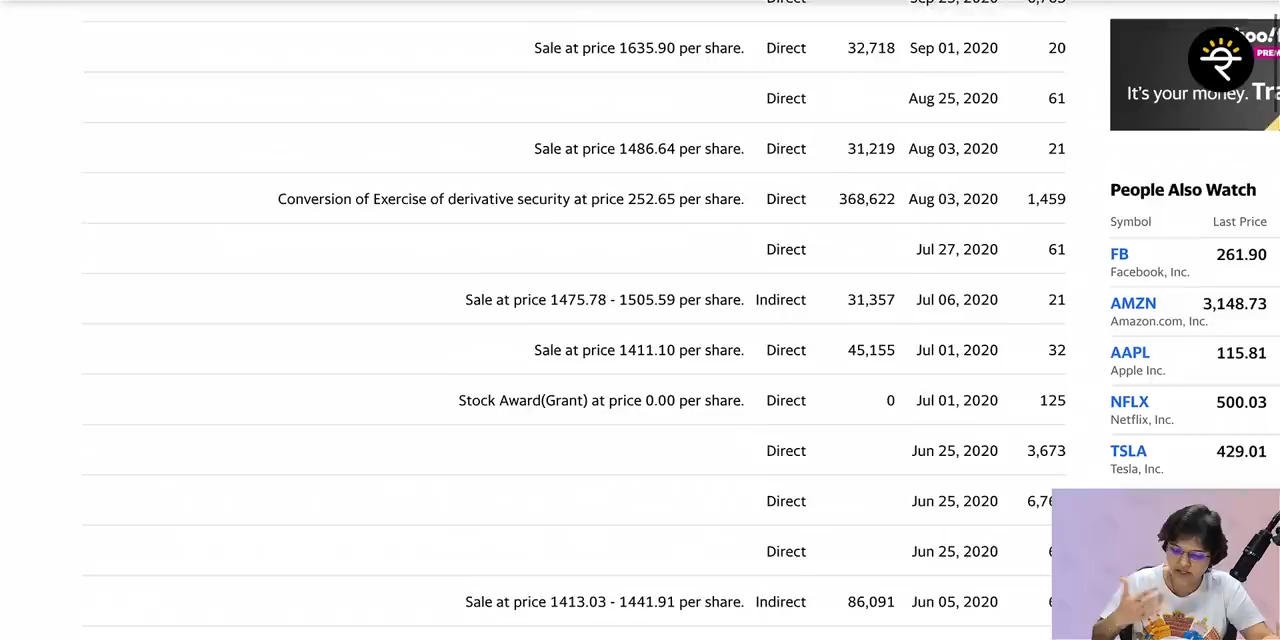 Direct Sep 25, 2020
Sale at price 1635.90 per share. Direct 32,718 Sep 01, 2020 20
Direct Aug 25, 2020 61
Sale at price 1486.64 per share. Direct 31,219 Aug 03, 2020 21
Conversion of Exercise of derivative security at price 252.65 per share. Direct 368,622 Aug 03, 2020 1,459
Direct Jul 27, 2020 61
Sale at price 1475.78 - 1505.59 per share. Indirect 31,357 Jul 06, 2020 21
Sale at price 1411.10 per share. Direct 45,155 Jul 01, 2020 32
Stock Award(Grant) at price 0.00 per share. Direct 0 Jul 01, 2020 125
Direct Jun 25, 2020 3,673
Direct Jun 25, 2020
Direct Jun 25, 2020
Sale at price 1413.03 - 1441.91 per share. Indirect 86,091 Jun 05, 2020
It's your money.
People Also Watch
Symbol Last Price
FB 261.90
Facebook, Inc.
AMZN 3,148.73
Amazon.com, Inc.
AAPL 115.81
Apple Inc.
NFLX 500.03
Netflix, Inc.
TSLA 429.01
Tesla, Inc.